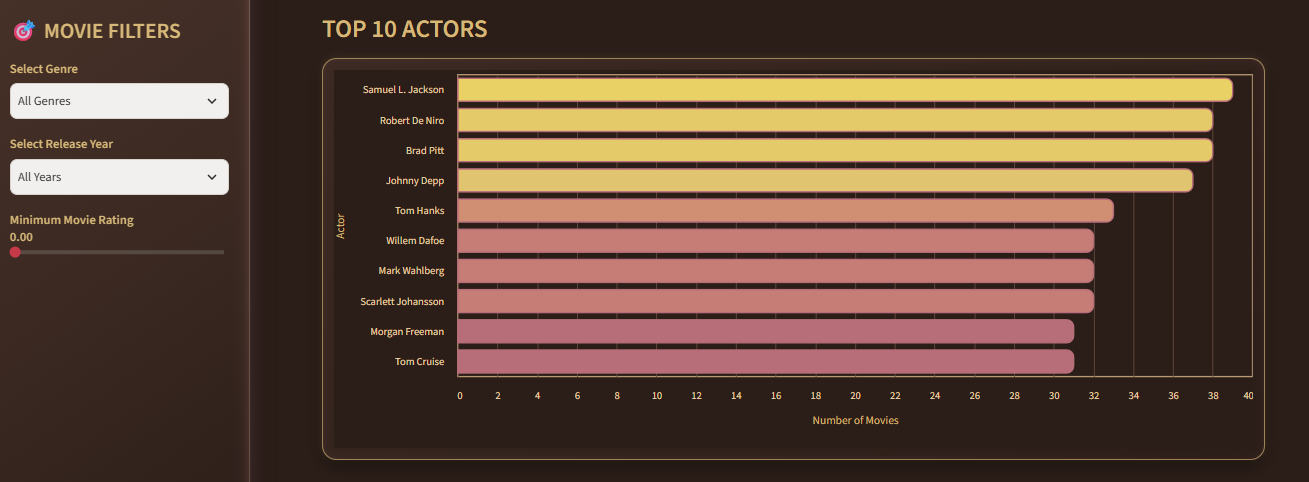 MOVIE FILTERS
Select Genre
All Genres
Select Release Year
All Years
Minimum Movie Rating
0.00
TOP 10 ACTORS
Actor
Samuel L. Jackson
Robert De Niro
Brad Pitt
Johnny Depp
Tom Hanks
Willem Dafoe
Mark Wahlberg
Scarlett Johansson
Morgan Freeman
Tom Cruise
0 2 4 6 8 10 12 14 16 18 20 22 24 26 28 30 32 34 36 38 40
Number of Movies